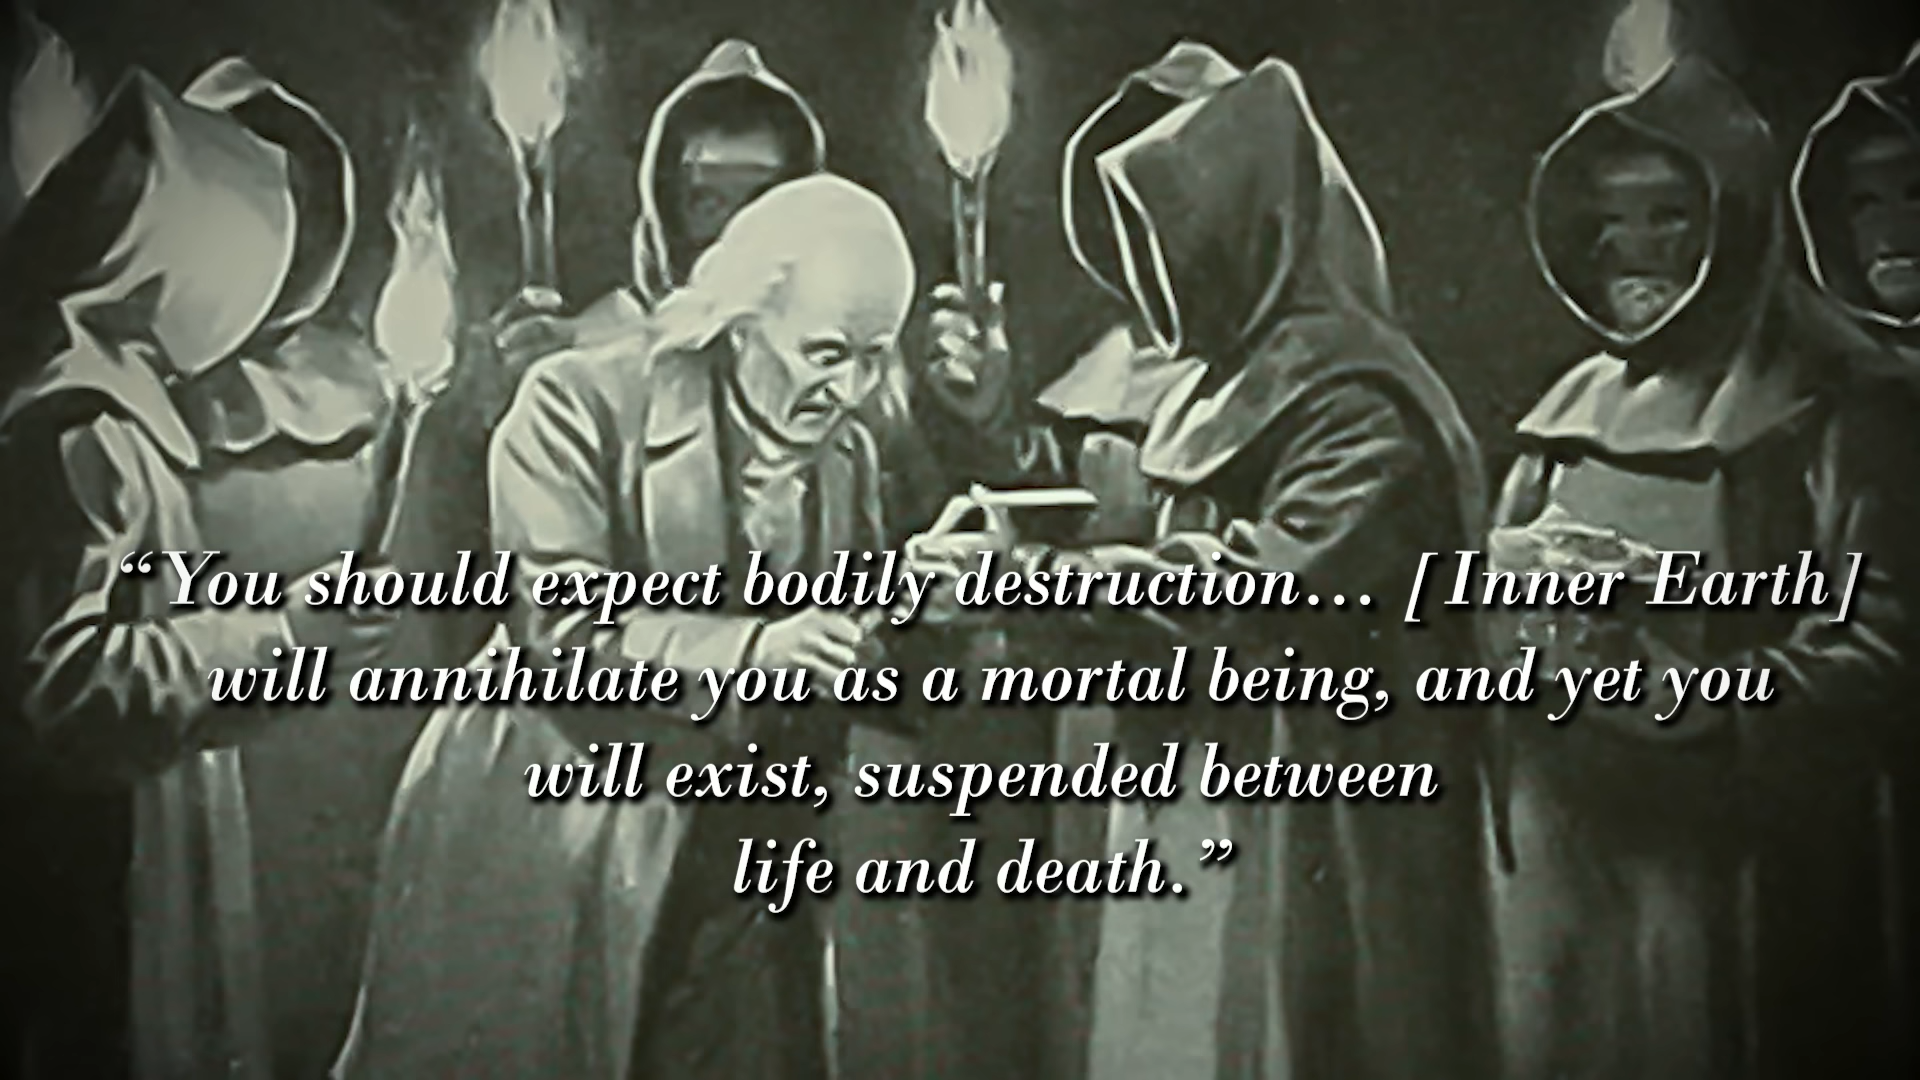 “You should expect bodily destruction... [Inner Earth]
will annihilate you as a mortal being, and yet you
will exist, suspended between
life and death.”